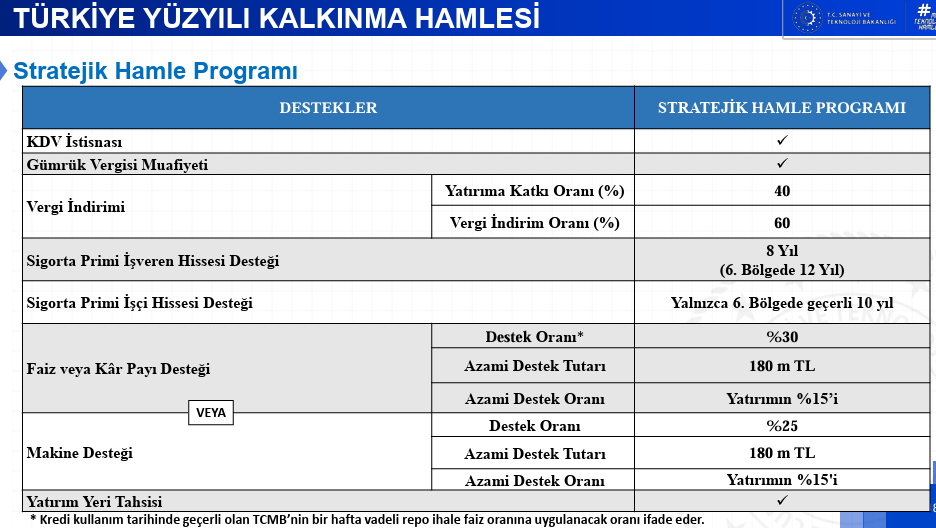 TÜRKİYE YÜZYILI KALKINMA HAMLESİ
T.C. SANAYİ VE
TEKNOLOJİ BAKANLIĞI
#
Stratejik Hamle Programı
DESTEKLER STRATEJİK HAMLE PROGRAMI
KDV İstisnası ✓
Gümrük Vergisi Muafiyeti ✓
Vergi İndirimi
Yatırıma Katkı Oranı (%) 40
Vergi İndirim Oranı (%) 60
Sigorta Primi İşveren Hissesi Desteği
8 Yıl
(6. Bölgede 12 Yıl)
Sigorta Primi İşçi Hissesi Desteği Yalnızca 6. Bölgede geçerli 10 yıl
Faiz veya Kâr Payı Desteği
Destek Oranı* %30
Azami Destek Tutarı 180 m TL
Azami Destek Oranı Yatırımın %15’i
VEYA
Makine Desteği
Destek Oranı %25
Azami Destek Tutarı 180 m TL
Azami Destek Oranı Yatırımın %15'i
Yatırım Yeri Tahsisi ✓
* Kredi kullanım tarihinde geçerli olan TCMB’nin bir hafta vadeli repo ihale faiz oranına uygulanacak oranı ifade eder.